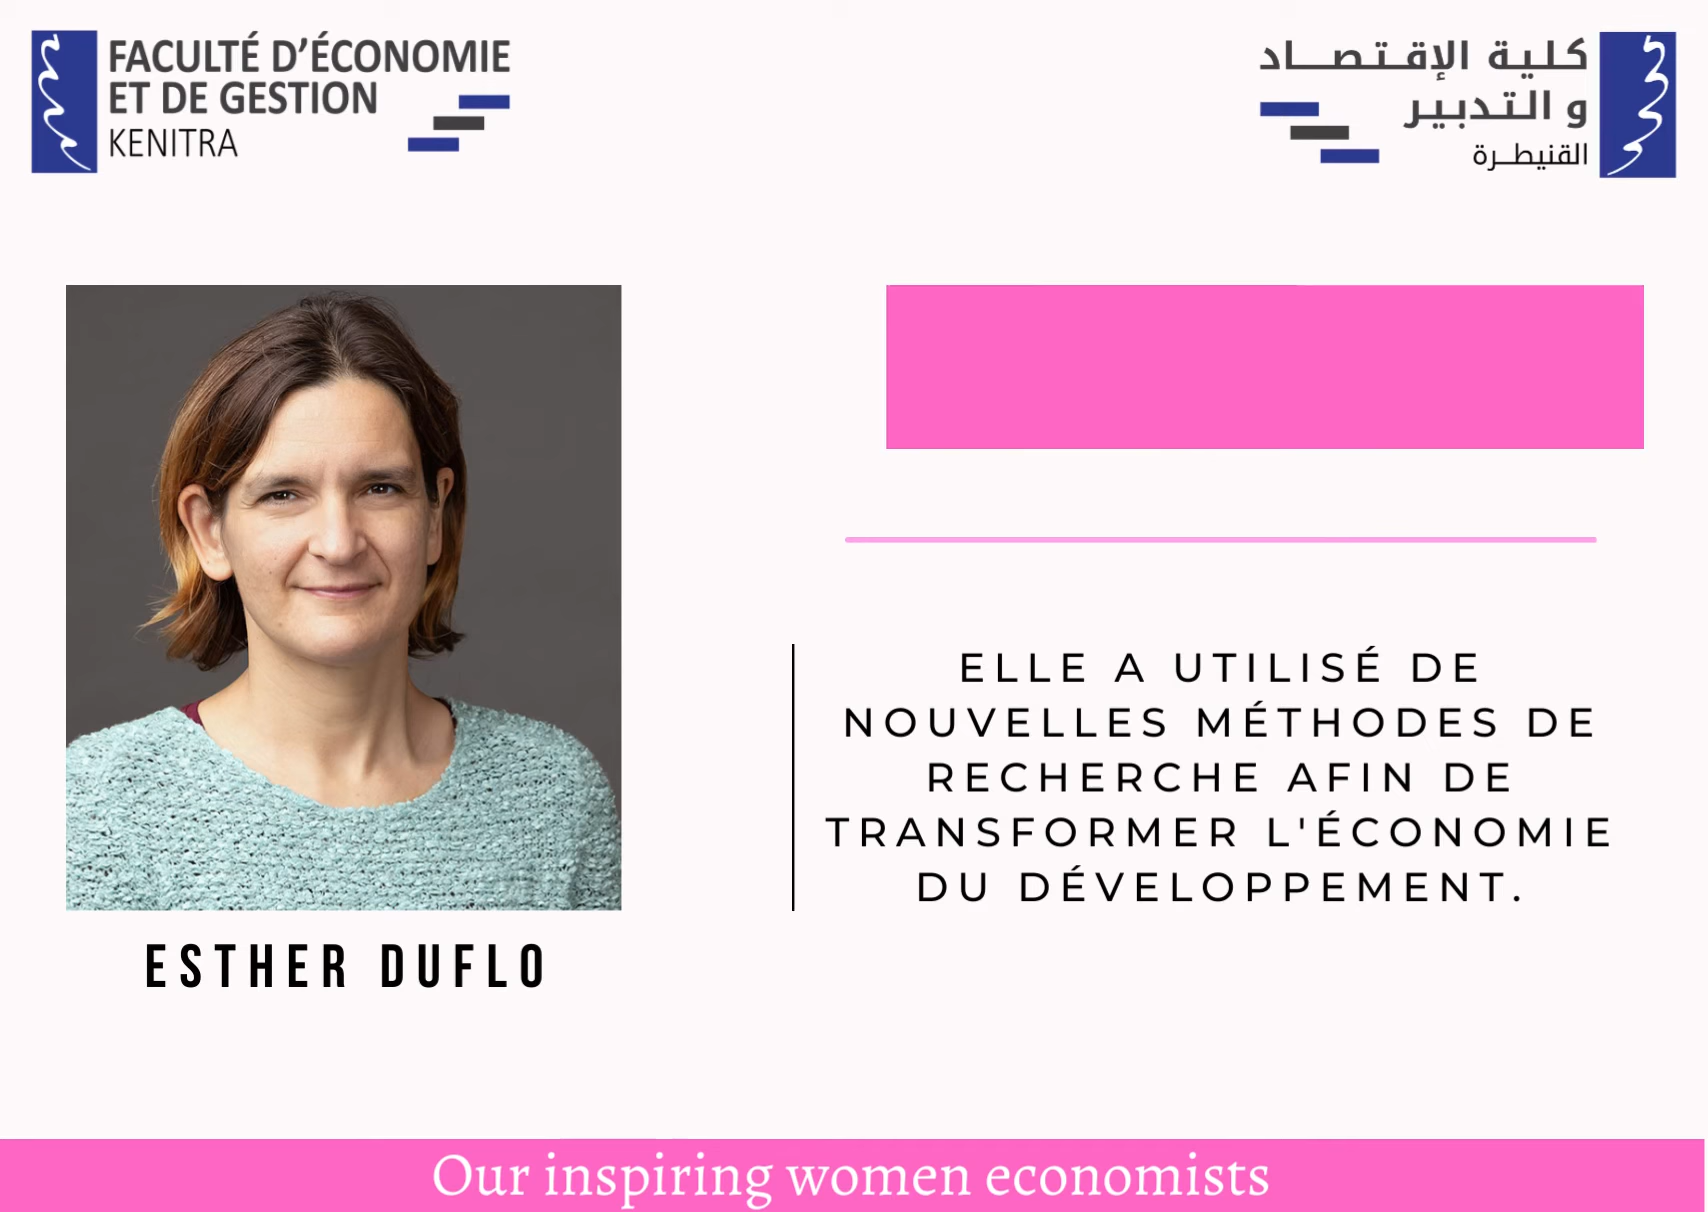 FACULTÉ D'ÉCONOMIE
ET DE GESTION
KENITRA
كلية الإقتصاد
و التدبير
القنيطرة
ELLE A UTILISÉ DE
NOUVELLES MÉTHODES DE
RECHERCHE AFIN DE
TRANSFORMER L'ÉCONOMIE
DU DÉVELOPPEMENT.
ESTHER DUFLO
Our inspiring women economists